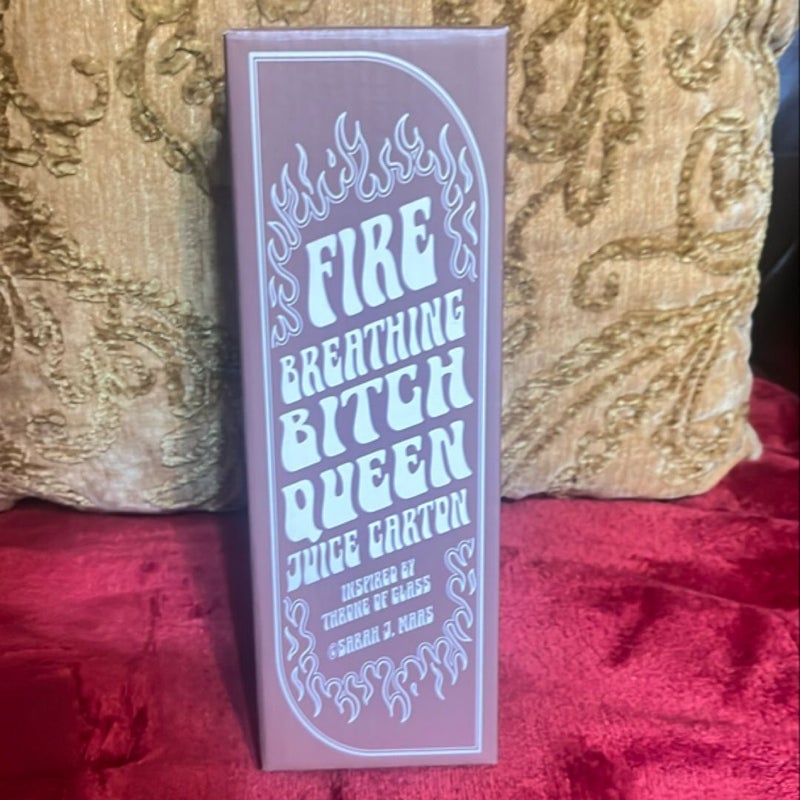 FIRE
BREATHING
BITCH
QUEEN
JUICE CARTON
INSPIRED BY
THRONE OF GLASS
©SARAH J. MAAS